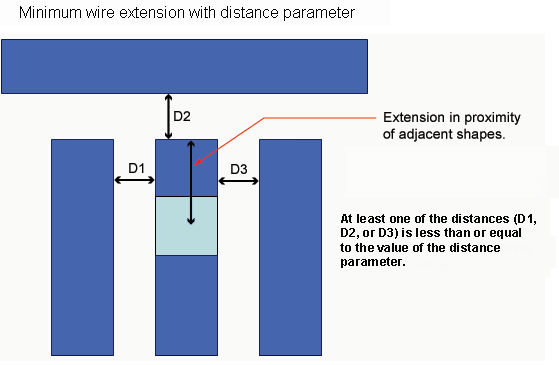 Minimum wire extension with distance parameter
D2
Extension in proximity
of adjacent shapes.
D1
D3
At least one of the distances (D1,
D2, or D3) is less than or equal
to the value of the distance
parameter.